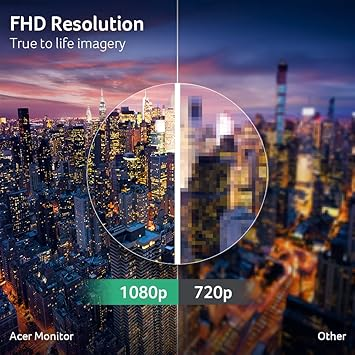 FHD Resolution
True to life imagery
1080p 720p
Acer Monitor Other